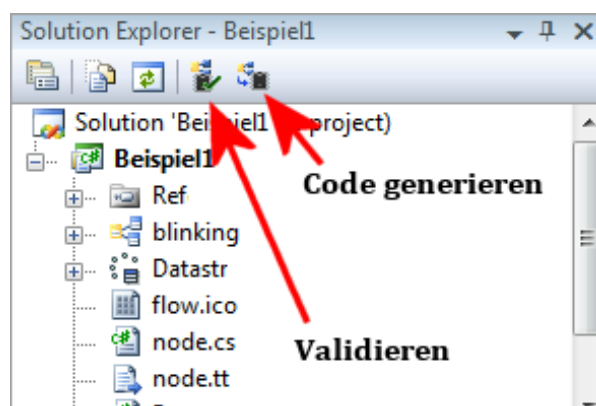 Solution Explorer - Beispiel1
Solution 'Bei iel1 project)
Beispiel1
Code generieren
Ref
blinking
Datastr
flow.ico
node.cs
Validieren
node.tt